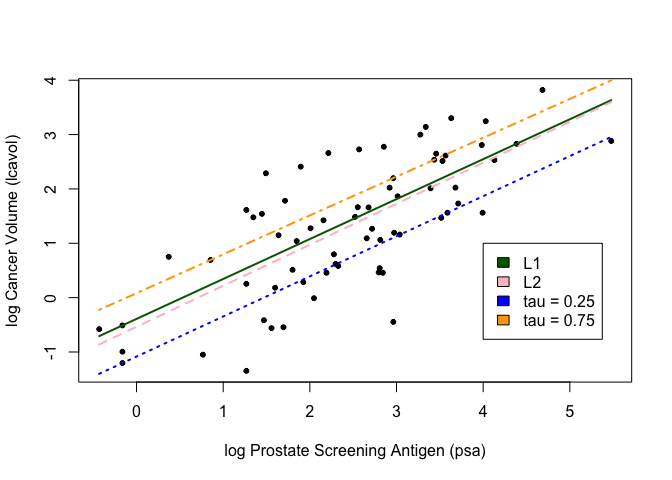 4
3
2
1
0
-1
log Cancer Volume (lcavol)
L1
L2
tau = 0.25
tau = 0.75
0 1 2 3 4 5
log Prostate Screening Antigen (psa)